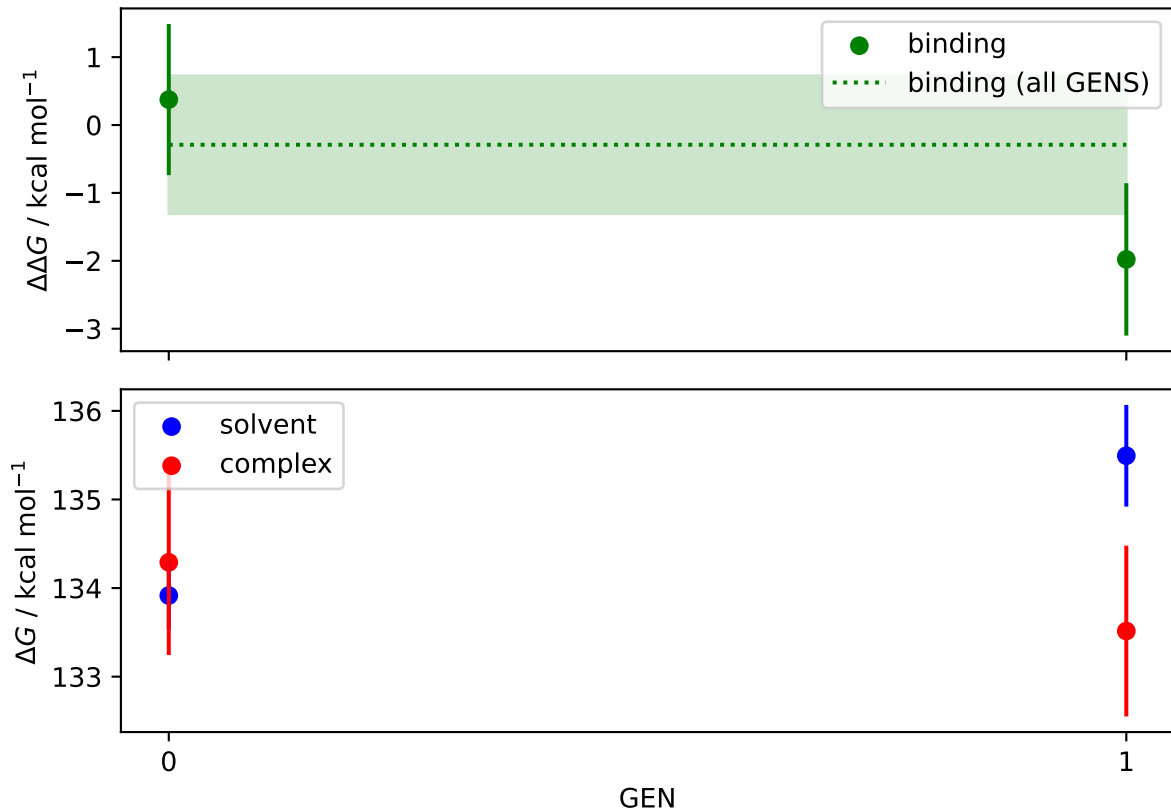 ΔΔG / kcal mol⁻¹
1
0
−1
−2
−3
binding
binding (all GENS)
ΔG / kcal mol⁻¹
136
135
134
133
solvent
complex
0
1
GEN